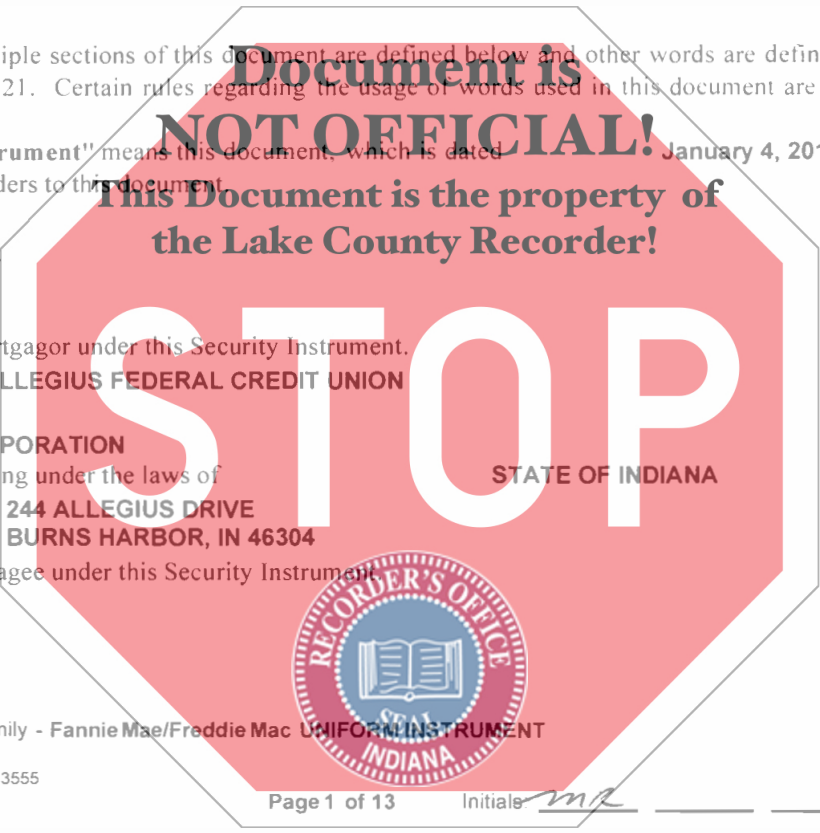 iple sections of this document are defined below and other words are defin
Document is
21. Certain rules regarding the usage of words used in this document are
NOT OFFICIAL!
rument" means this document, which is dated January 4, 201
ders to this document.
This Document is the property of
the Lake County Recorder!
STOP
tgagor under this Security Instrument.
LLEGIUS FEDERAL CREDIT UNION
PORATION
ng under the laws of STATE OF INDIANA
244 ALLEGIUS DRIVE
BURNS HARBOR, IN 46304
agee under this Security Instrument.
RECORDER'S OFFICE
SEAL
INDIANA
nily - Fannie Mae/Freddie Mac UNIFORM INSTRUMENT
3555
Page 1 of 13 Initials: MR